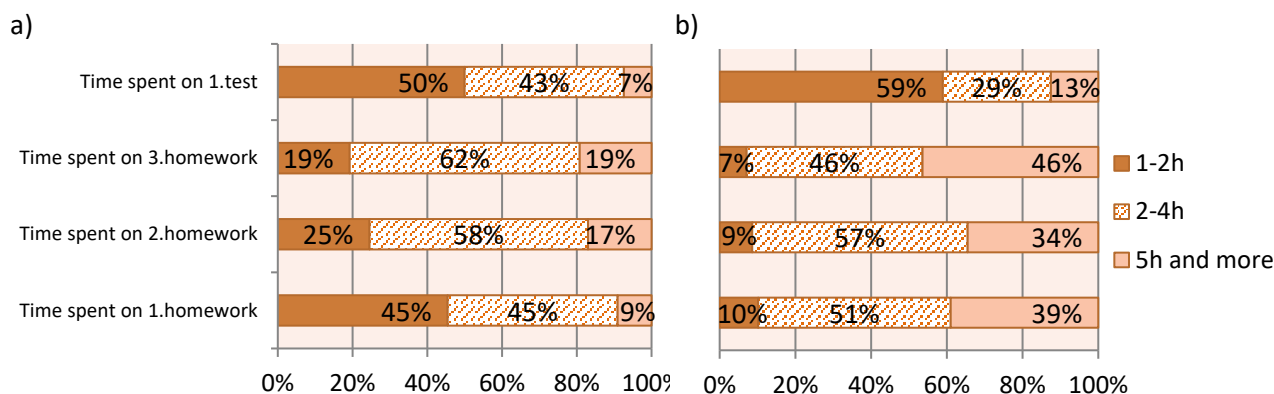 a)
Time spent on 1.test
50% 43% 7%
Time spent on 3.homework
19% 62% 19%
Time spent on 2.homework
25% 58% 17%
Time spent on 1.homework
45% 45% 9%
0% 20% 40% 60% 80% 100%
b)
59% 29% 13%
7% 46% 46%
9% 57% 34%
10% 51% 39%
0% 20% 40% 60% 80% 100%
1-2h
2-4h
5h and more